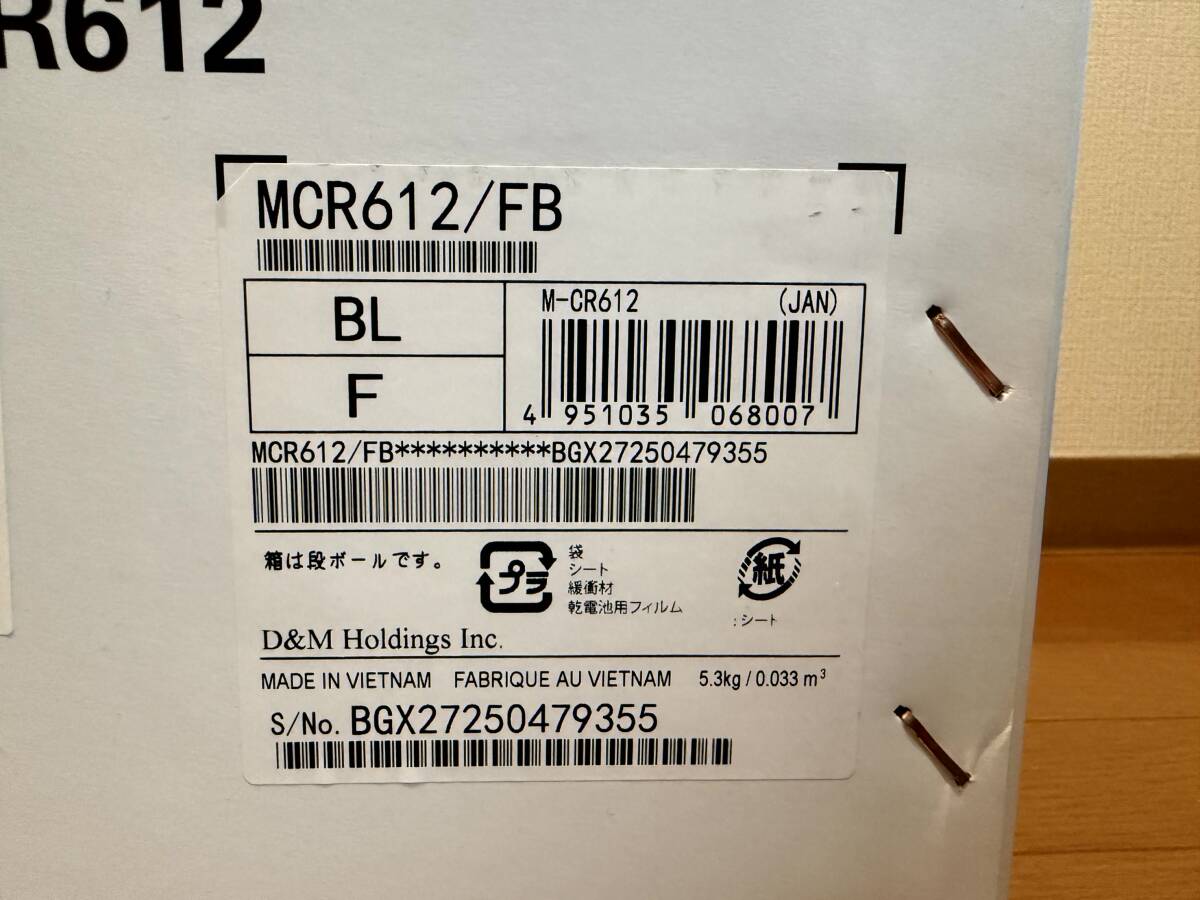 R612
MCR612/FB
BL
F
M-CR612 (JAN)
4 951035 068007
MCR612/FB**********BGX27250479355
箱は段ボールです。
プラ
袋
シート
緩衝材
乾電池用フィルム
紙
:シート
D&M Holdings Inc.
MADE IN VIETNAM FABRIQUE AU VIETNAM 5.3kg / 0.033 m³
S/No. BGX27250479355